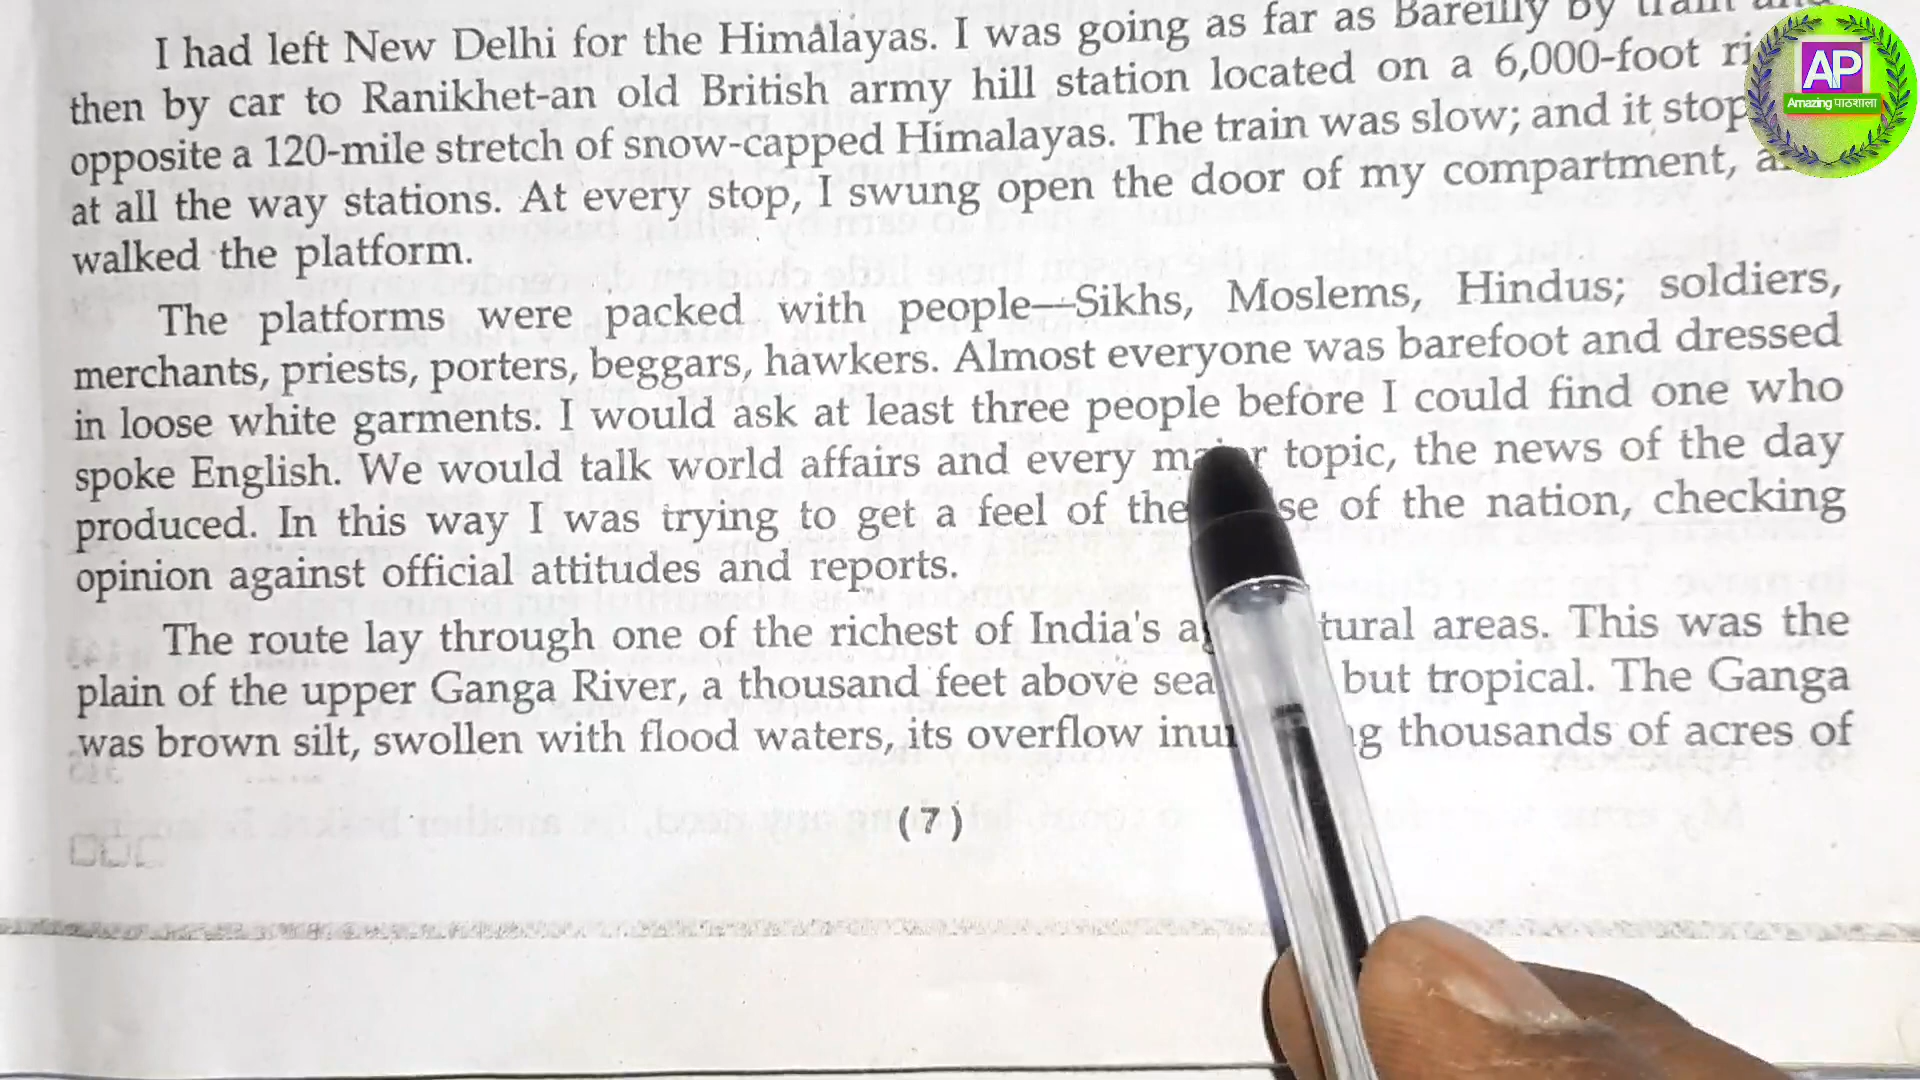 I had left New Delhi for the Himalayas. I was going as far as Bareilly by train
then by car to Ranikhet-an old British army hill station located on a 6,000-foot
opposite a 120-mile stretch of snow-capped Himalayas. The train was slow; and it stop
at all the way stations. At every stop, I swung open the door of my compartment,
walked the platform.
The platforms were packed with people—Sikhs, Moslems, Hindus; soldiers,
merchants, priests, porters, beggars, hawkers. Almost everyone was barefoot and dressed
in loose white garments. I would ask at least three people before I could find one who
spoke English. We would talk world affairs and every topic, the news of the day
produced. In this way I was trying to get a feel of the of the nation, checking
opinion against official attitudes and reports.
The route lay through one of the richest of India's areas. This was the
plain of the upper Ganga River, a thousand feet above sea but tropical. The Ganga
was brown silt, swollen with flood waters, its overflow thousands of acres of
(7)
AP
Amazing पाठशाला